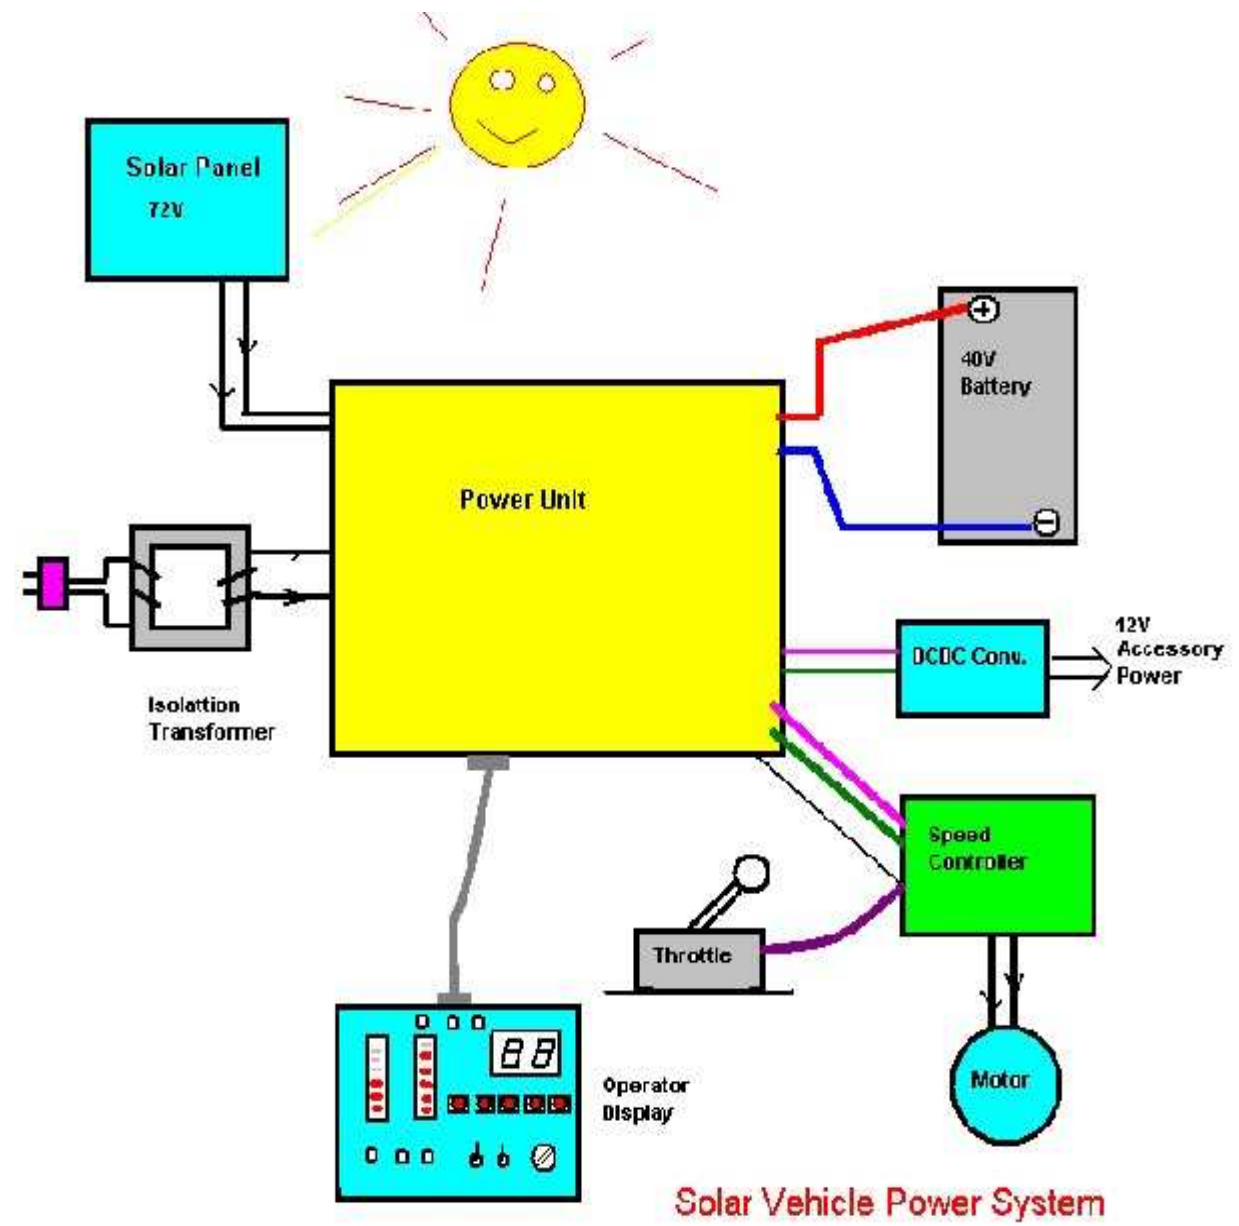 Solar Panel
72V
40V
Battery
Power Unit
12V
Accessory
Power
DCDC Conv.
Isolattion
Transformer
Speed
Controller
Throttle
Motor
Operator
Display
88
Solar Vehicle Power System